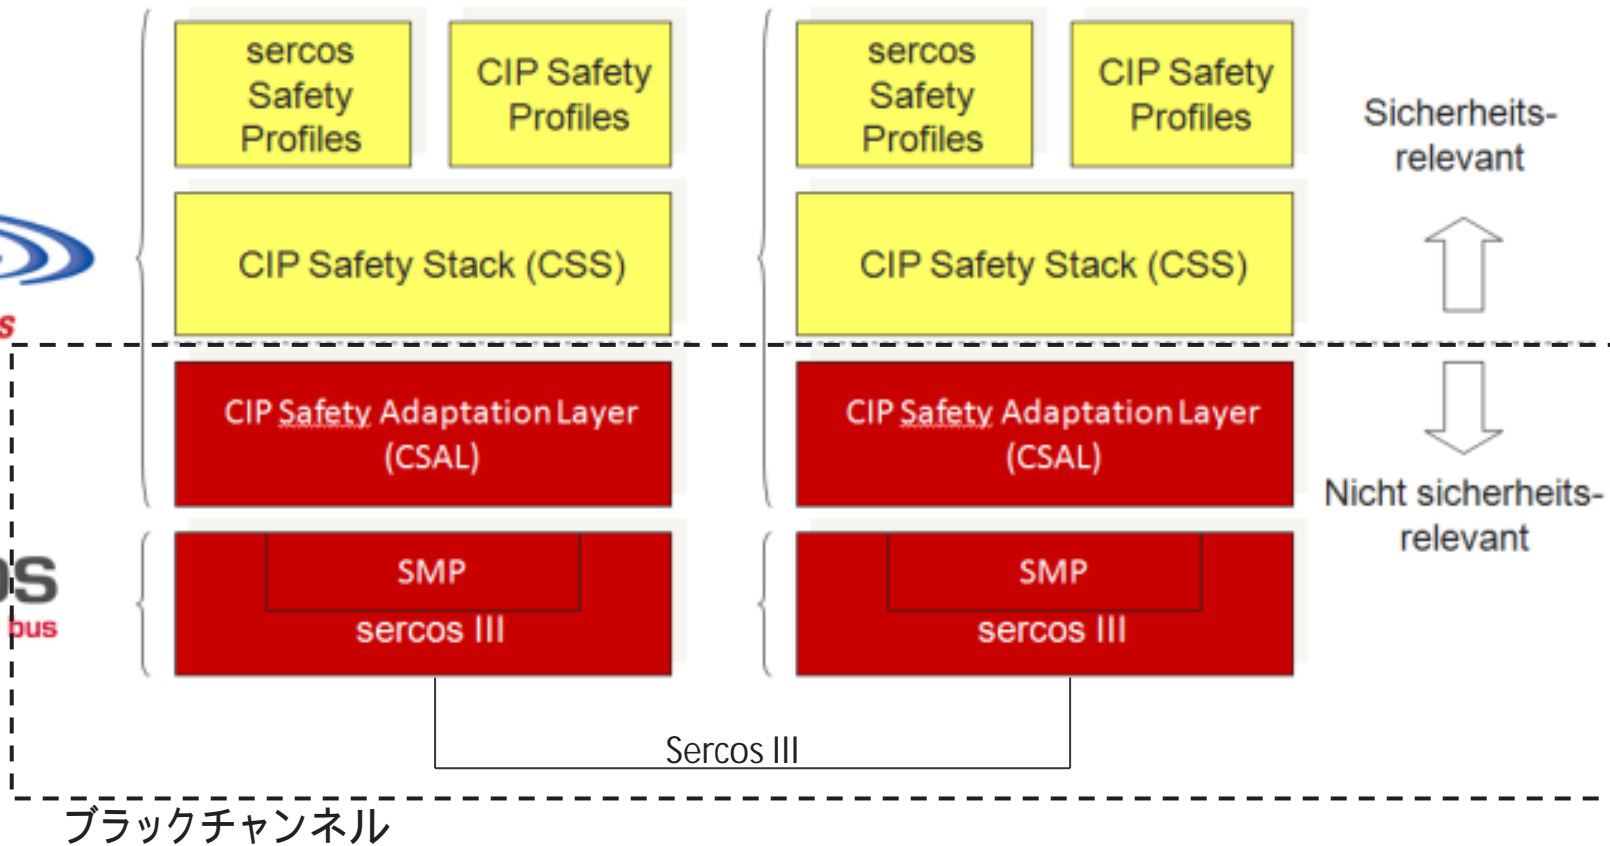 sercos
Safety
Profiles
CIP Safety
Profiles
sercos
Safety
Profiles
CIP Safety
Profiles
Sicherheits-
relevant
CIP Safety Stack (CSS)
CIP Safety Stack (CSS)
s
CIP Safety Adaptation Layer
(CSAL)
CIP Safety Adaptation Layer
(CSAL)
Nicht sicherheits-
relevant
os
bus
SMP
sercos III
SMP
sercos III
Sercos III
ブラックチャンネル